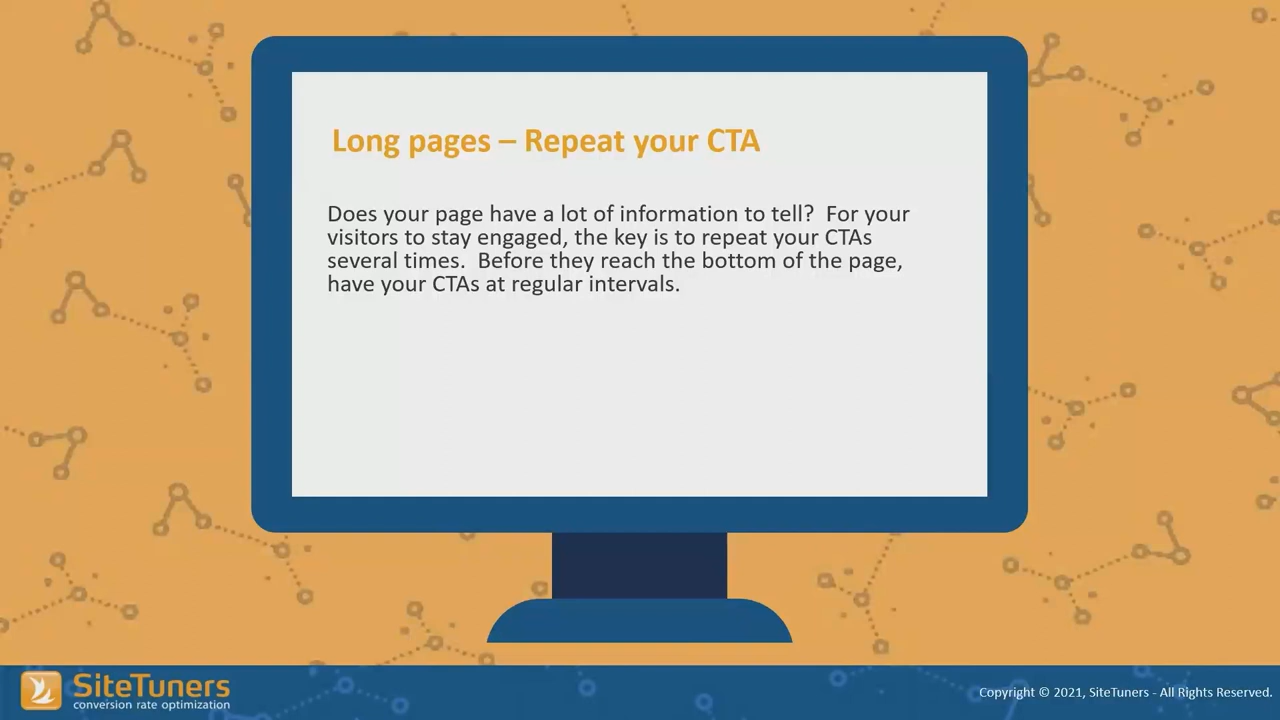 Long pages – Repeat your CTA
Does your page have a lot of information to tell?  For your
visitors to stay engaged, the key is to repeat your CTAs
several times.  Before they reach the bottom of the page,
have your CTAs at regular intervals.
SiteTuners
conversion rate optimization
Copyright © 2021, SiteTuners - All Rights Reserved.